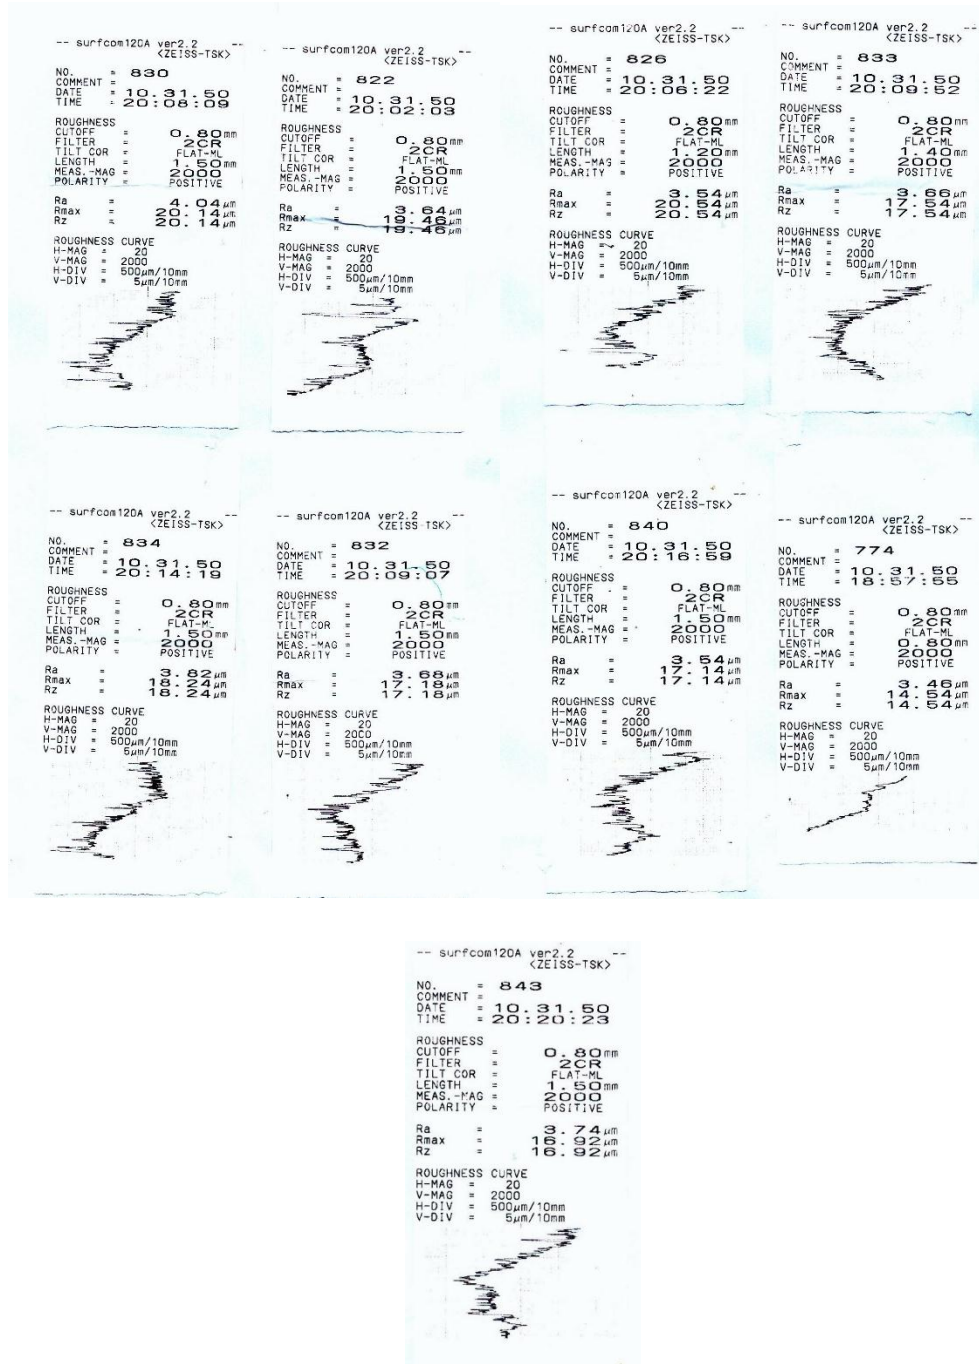 -- surfcom120A ver2.2 --
<ZEISS-TSK>
NO. = 830
COMMENT =
DATE = 10.31.50
TIME = 20:08:09
ROUGHNESS
CUTOFF = 0.80mm
FILTER = 2CR
TILT COR = FLAT-ML
LENGTH = 1.50mm
MEAS.-MAG = 2000
POLARITY = POSITIVE
Ra = 4.04μm
Rmax = 20.14μm
Rz = 20.14μm
ROUGHNESS CURVE
H-MAG = 20
V-MAG = 2000
H-DIV = 500μm/10mm
V-DIV = 5μm/10mm
-- surfcom120A ver2.2 --
<ZEISS-TSK>
NO. = 822
COMMENT =
DATE = 10.31.50
TIME = 20:02:03
ROUGHNESS
CUTOFF = 0.80mm
FILTER = 2CR
TILT COR = FLAT-ML
LENGTH = 1.50mm
MEAS.-MAG = 2000
POLARITY = POSITIVE
Ra = 3.64μm
Rmax = 19.46μm
Rz = 19.46μm
ROUGHNESS CURVE
H-MAG = 20
V-MAG = 2000
H-DIV = 500μm/10mm
V-DIV = 5μm/10mm
-- surfcom120A ver2.2 --
<ZEISS-TSK>
NO. = 826
COMMENT =
DATE = 10.31.50
TIME = 20:06:22
ROUGHNESS
CUTOFF = 0.80mm
FILTER = 2CR
TILT COR = FLAT-ML
LENGTH = 1.20mm
MEAS.-MAG = 2000
POLARITY = POSITIVE
Ra = 3.54μm
Rmax = 20.54μm
Rz = 20.54μm
ROUGHNESS CURVE
H-MAG = 20
V-MAG = 2000
H-DIV = 500μm/10mm
V-DIV = 5μm/10mm
-- surfcom120A ver2.2 --
<ZEISS-TSK>
NO. = 833
COMMENT =
DATE = 10.31.50
TIME = 20:09:52
ROUGHNESS
CUTOFF = 0.80mm
FILTER = 2CR
TILT COR = FLAT-ML
LENGTH = 1.40mm
MEAS.-MAG = 2000
POLARITY = POSITIVE
Ra = 3.66μm
Rmax = 17.54μm
Rz = 17.54μm
ROUGHNESS CURVE
H-MAG = 20
V-MAG = 2000
H-DIV = 500μm/10mm
V-DIV = 5μm/10mm
-- surfcom120A ver2.2 --
<ZEISS-TSK>
NO. = 834
COMMENT =
DATE = 10.31.50
TIME = 20:14:19
ROUGHNESS
CUTOFF = 0.80mm
FILTER = 2CR
TILT COR = FLAT-ML
LENGTH = 1.50mm
MEAS.-MAG = 2000
POLARITY = POSITIVE
Ra = 3.82μm
Rmax = 18.24μm
Rz = 18.24μm
ROUGHNESS CURVE
H-MAG = 20
V-MAG = 2000
H-DIV = 500μm/10mm
V-DIV = 5μm/10mm
-- surfcom120A ver2.2 --
<ZEISS-TSK>
NO. = 832
COMMENT =
DATE = 10.31.50
TIME = 20:09:07
ROUGHNESS
CUTOFF = 0.80mm
FILTER = 2CR
TILT COR = FLAT-ML
LENGTH = 1.50mm
MEAS.-MAG = 2000
POLARITY = POSITIVE
Ra = 3.68μm
Rmax = 17.18μm
Rz = 17.18μm
ROUGHNESS CURVE
H-MAG = 20
V-MAG = 2000
H-DIV = 500μm/10mm
V-DIV = 5μm/10mm
-- surfcom120A ver2.2 --
<ZEISS-TSK>
NO. = 840
COMMENT =
DATE = 10.31.50
TIME = 20:16:59
ROUGHNESS
CUTOFF = 0.80mm
FILTER = 2CR
TILT COR = FLAT-ML
LENGTH = 1.50mm
MEAS.-MAG = 2000
POLARITY = POSITIVE
Ra = 3.54μm
Rmax = 17.14μm
Rz = 17.14μm
ROUGHNESS CURVE
H-MAG = 20
V-MAG = 2000
H-DIV = 500μm/10mm
V-DIV = 5μm/10mm
-- surfcom120A ver2.2 --
<ZEISS-TSK>
NO. = 774
COMMENT =
DATE = 10.31.50
TIME = 18:57:55
ROUGHNESS
CUTOFF = 0.80mm
FILTER = 2CR
TILT COR = FLAT-ML
LENGTH = 0.80mm
MEAS.-MAG = 2000
POLARITY = POSITIVE
Ra = 3.46μm
Rmax = 14.54μm
Rz = 14.54μm
ROUGHNESS CURVE
H-MAG = 20
V-MAG = 2000
H-DIV = 500μm/10mm
V-DIV = 5μm/10mm
-- surfcom120A ver2.2 --
<ZEISS-TSK>
NO. = 843
COMMENT =
DATE = 10.31.50
TIME = 20:20:23
ROUGHNESS
CUTOFF = 0.80mm
FILTER = 2CR
TILT COR = FLAT-ML
LENGTH = 1.50mm
MEAS.-MAG = 2000
POLARITY = POSITIVE
Ra = 3.74μm
Rmax = 16.92μm
Rz = 16.92μm
ROUGHNESS CURVE
H-MAG = 20
V-MAG = 2000
H-DIV = 500μm/10mm
V-DIV = 5μm/10mm